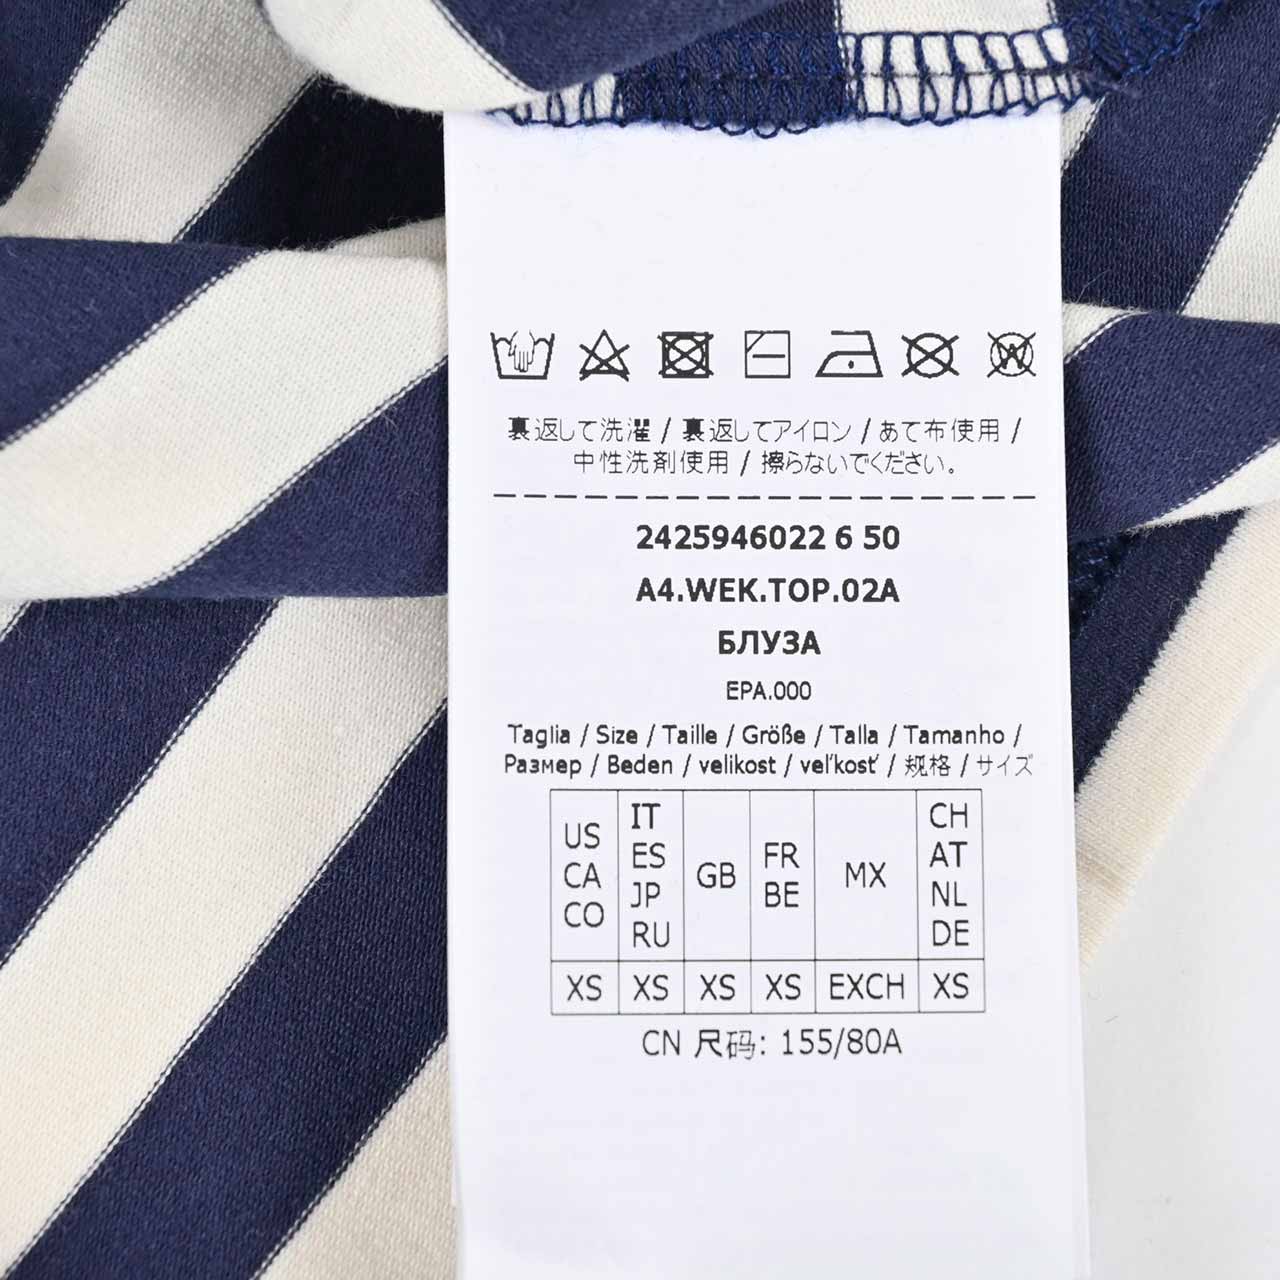 裏返して洗濯 / 裏返してアイロン / あて布使用 /
中性洗剤使用 / 擦らないでください。
2425946022 6 50
A4.WEK.TOP.02A
БЛУЗА
EPA.000
Taglia / Size / Taille / Größe / Talla / Tamanho /
Размер / Beden / velikost / veľkosť / 规格 / サイズ
US CA CO
IT ES JP RU
GB
FR BE
MX
CH AT NL DE
XS XS XS XS EXCH XS
CN 尺码: 155/80A